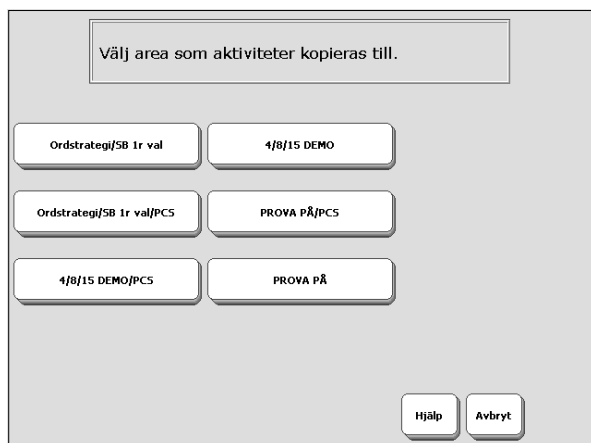 Välj area som aktiviteter kopieras till.
Ordstrategi/SB 1r val
4/8/15 DEMO
Ordstrategi/SB 1r val/PCS
PROVA PÅ/PCS
4/8/15 DEMO/PCS
PROVA PÅ
Hjälp
Avbryt